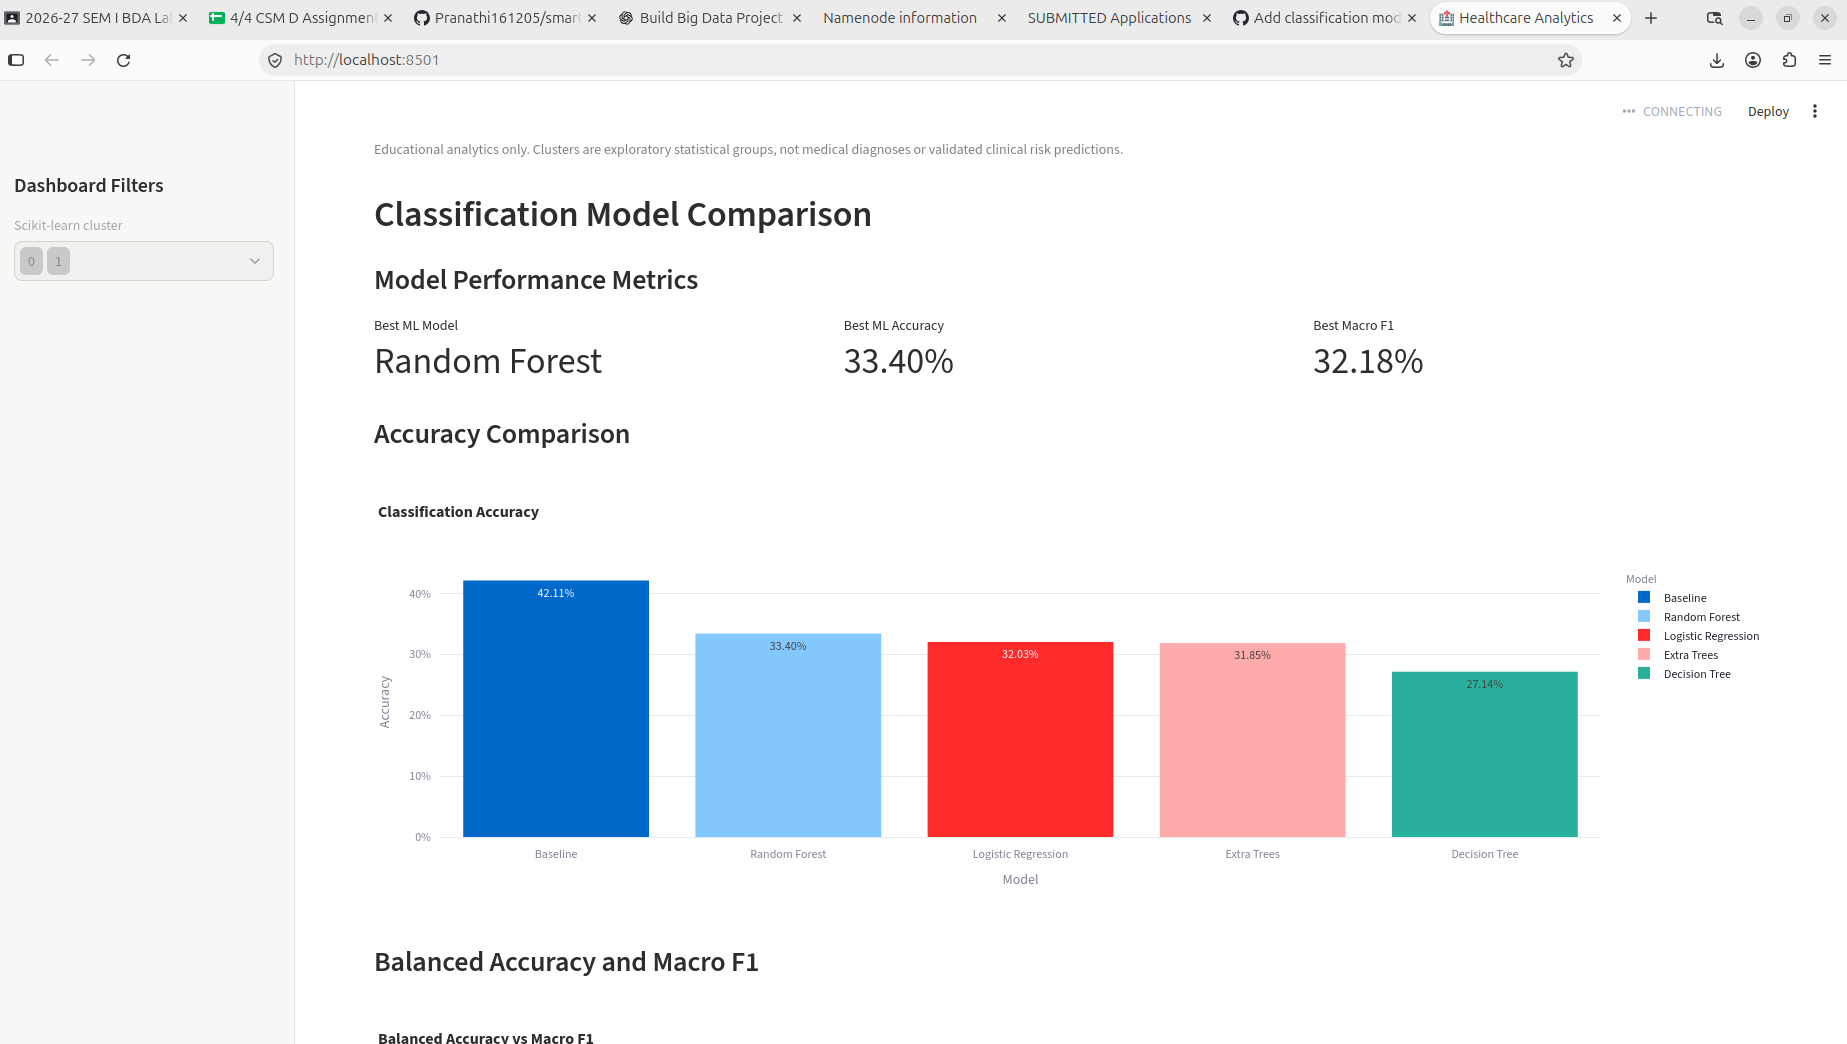 2026-27 SEM I BDA La
4/4 CSM D Assignmen
Pranathi161205/smar
Build Big Data Project
Namenode information
SUBMITTED Applications
Add classification mod
Healthcare Analytics
http://localhost:8501
CONNECTING
Deploy
Dashboard Filters
Scikit-learn cluster
0 1
Educational analytics only. Clusters are exploratory statistical groups, not medical diagnoses or validated clinical risk predictions.
Classification Model Comparison
Model Performance Metrics
Best ML Model
Random Forest
Best ML Accuracy
33.40%
Best Macro F1
32.18%
Accuracy Comparison
Classification Accuracy
Accuracy
40%
30%
20%
10%
0%
42.11%
33.40%
32.03%
31.85%
27.14%
Baseline
Random Forest
Logistic Regression
Extra Trees
Decision Tree
Model
Model
Baseline
Random Forest
Logistic Regression
Extra Trees
Decision Tree
Balanced Accuracy and Macro F1
Balanced Accuracy vs Macro F1